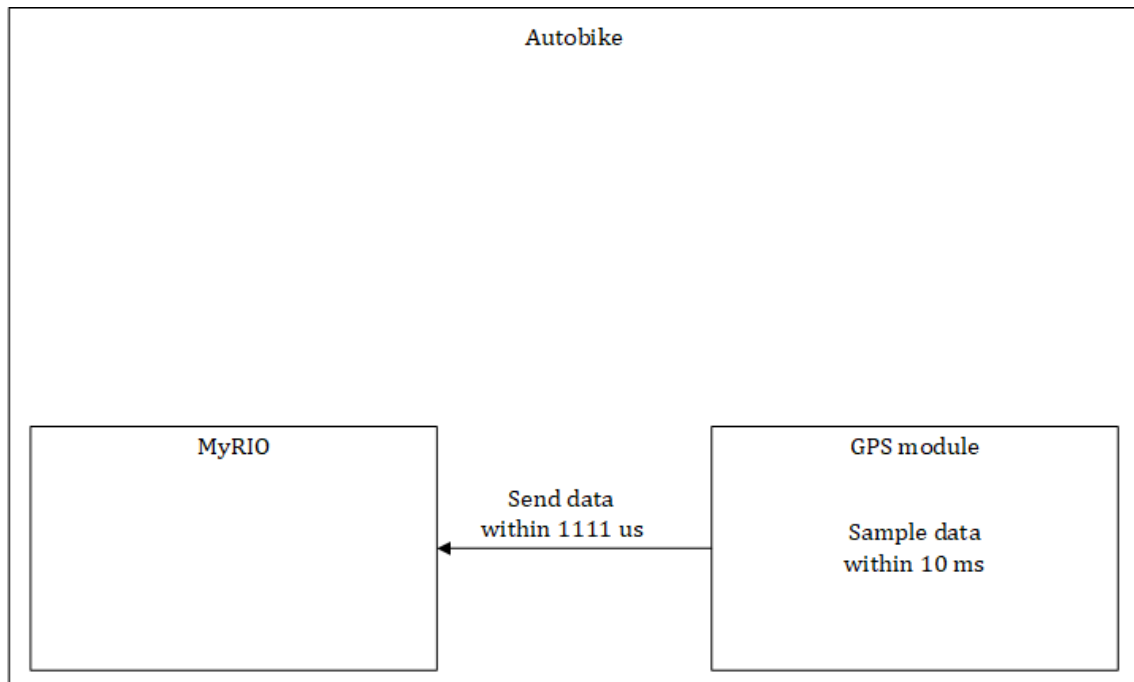 Autobike
MyRIO
GPS module
Send data
within 1111 us
Sample data
within 10 ms